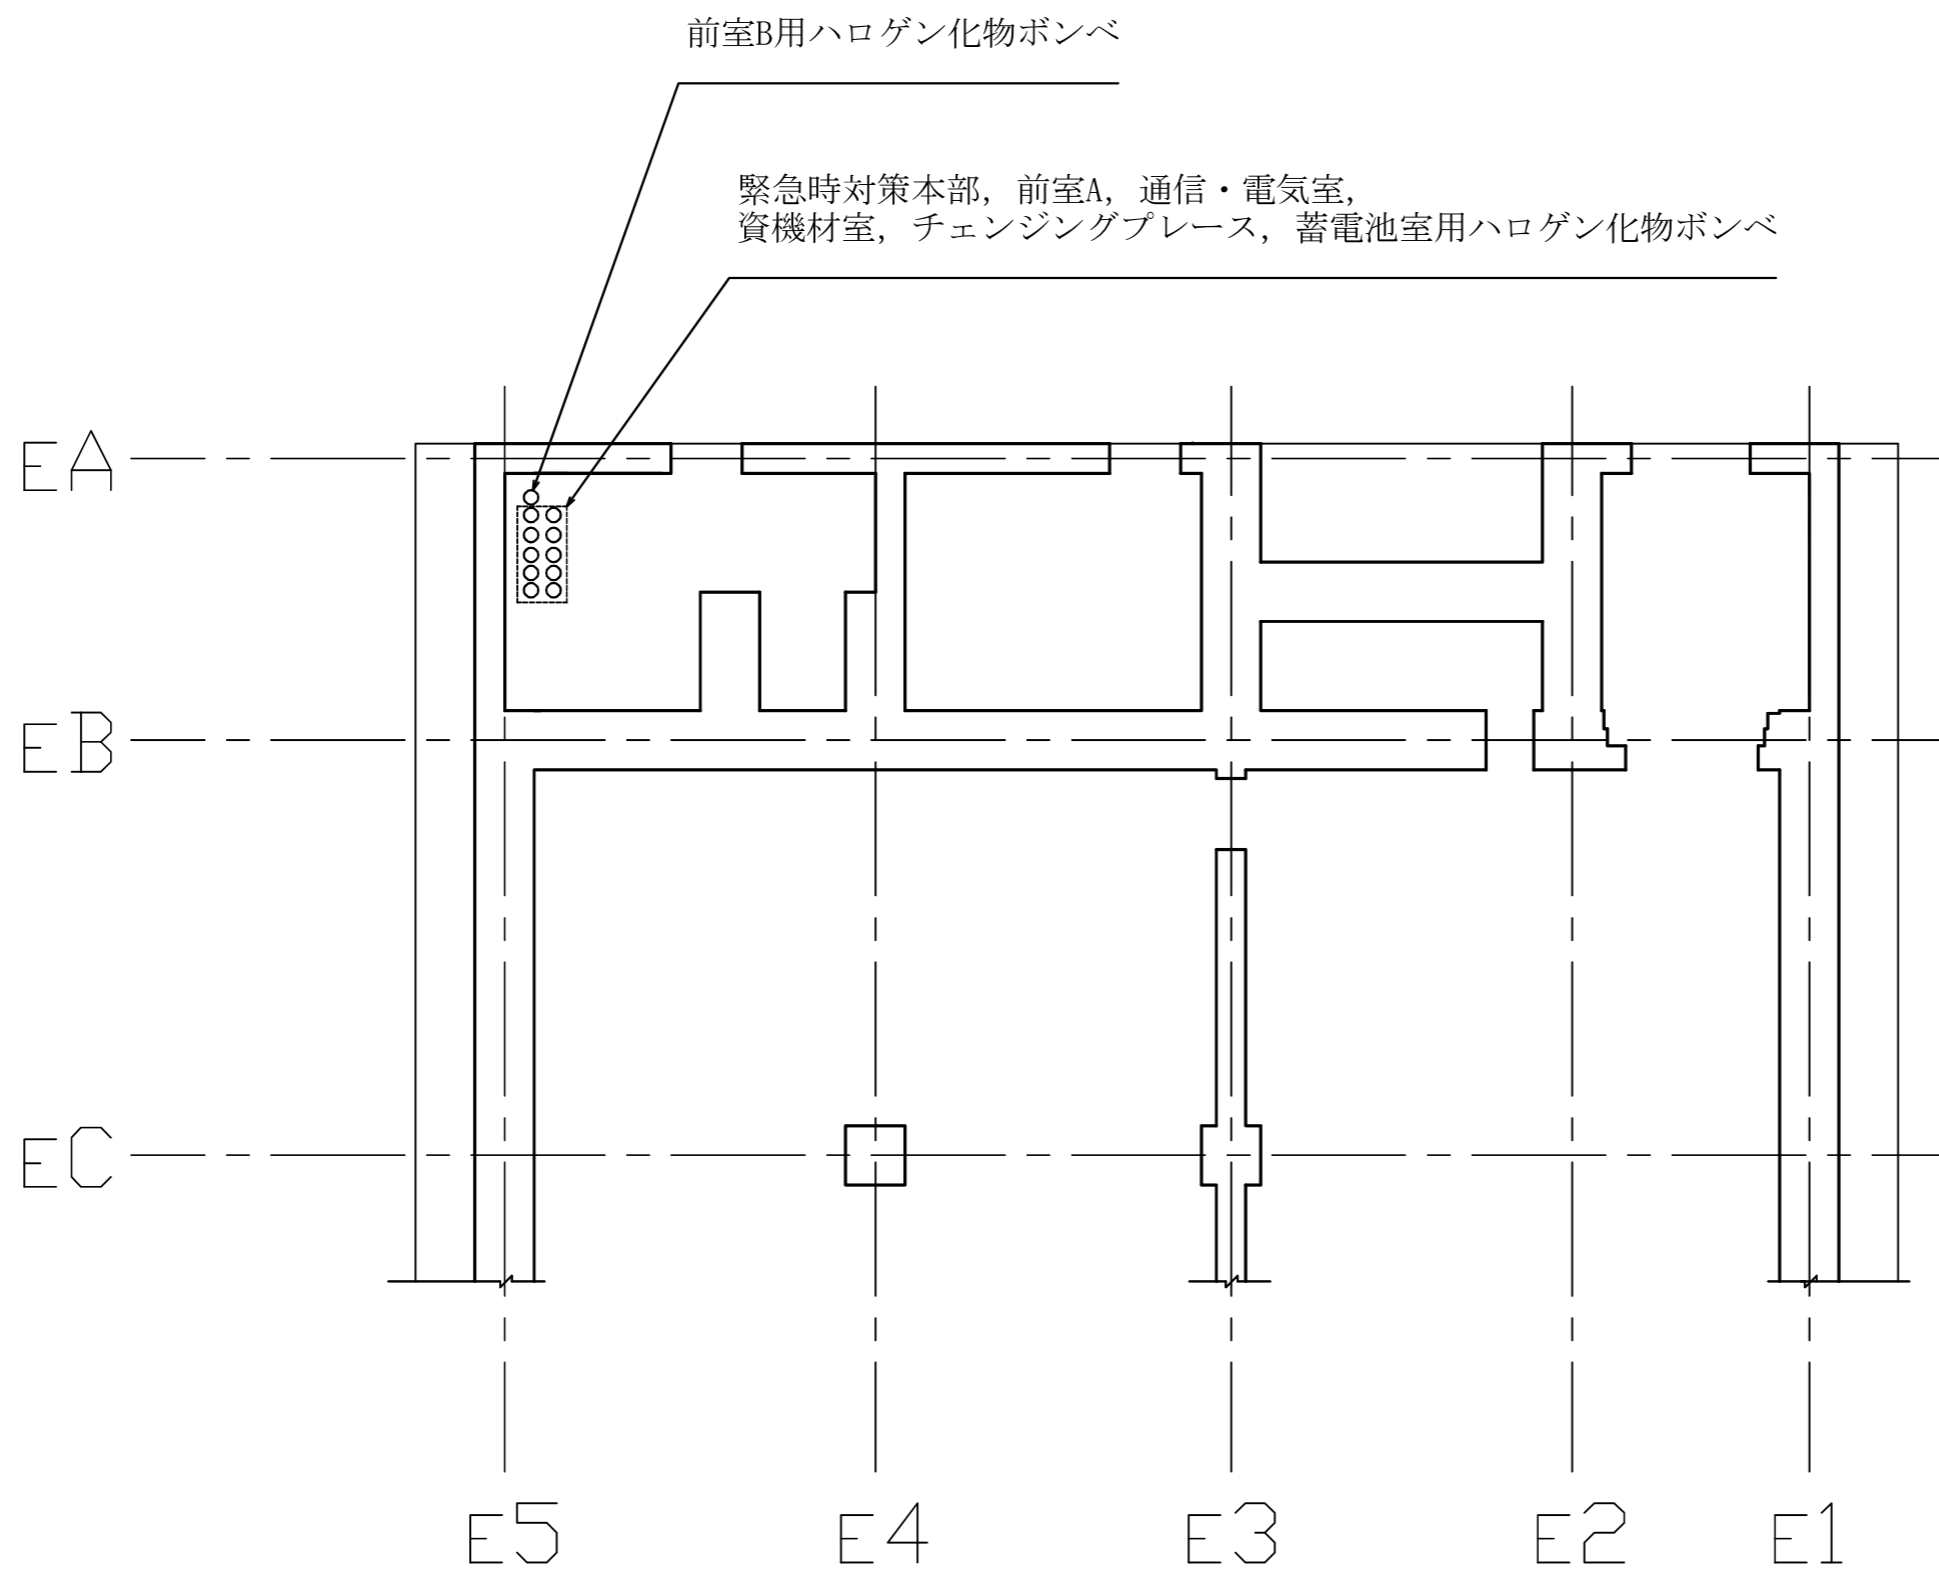 前室B用ハロゲン化物ボンベ
緊急時対策本部，前室A，通信・電気室，
資機材室，チェンジングプレース，蓄電池室用ハロゲン化物ボンベ
EA
EB
EC
E5
E4
E3
E2
E1